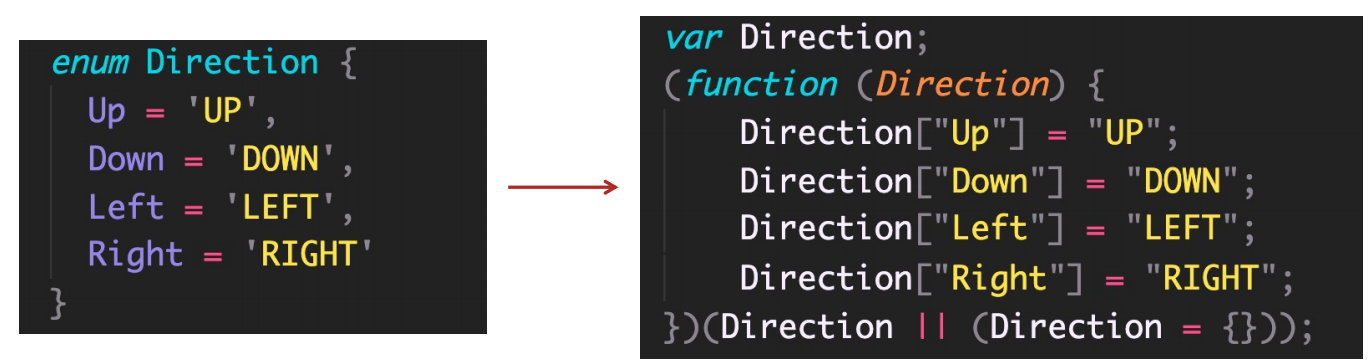 enum Direction {
  Up = 'UP',
  Down = 'DOWN',
  Left = 'LEFT',
  Right = 'RIGHT'
}
var Direction;
(function (Direction) {
    Direction["Up"] = "UP";
    Direction["Down"] = "DOWN";
    Direction["Left"] = "LEFT";
    Direction["Right"] = "RIGHT";
})(Direction || (Direction = {}));